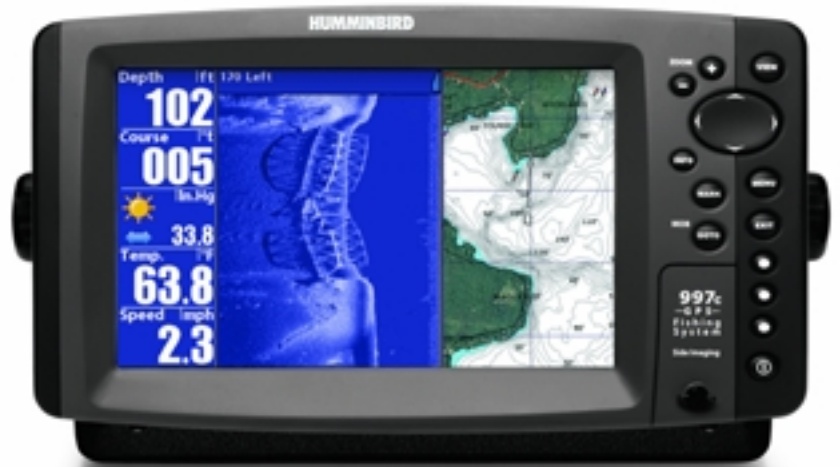 HUMMINBIRD
Depth ft
102
Course °t
005
In.Hg
33.8
Temp. °F
63.8
Speed mph
2.3
170 Left
ZOOM
+
VIEW
INFO
MARK
MENU
MOB
GOTO
EXIT
997c
GPS
Fishing
System
Side Imaging